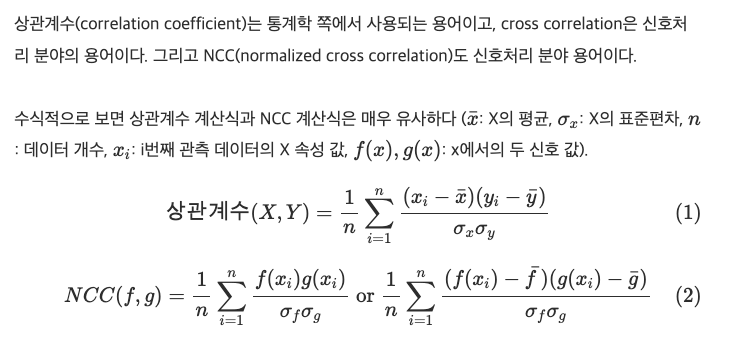 상관계수(correlation coefficient)는 통계학 쪽에서 사용되는 용어이고, cross correlation은 신호처
리 분야의 용어이다. 그리고 NCC(normalized cross correlation)도 신호처리 분야 용어이다.
수식적으로 보면 상관계수 계산식과 NCC 계산식은 매우 유사하다 (x̄: X의 평균, σₓ: X의 표준편차, n
: 데이터 개수, xᵢ: i번째 관측 데이터의 X 속성 값, f(x), g(x): x에서의 두 신호 값).
상관계수(X, Y) = \frac{1}{n} \sum_{i=1}^{n} \frac{(x_i - \bar{x})(y_i - \bar{y})}{\sigma_x \sigma_y} (1)
NCC(f, g) = \frac{1}{n} \sum_{i=1}^{n} \frac{f(x_i)g(x_i)}{\sigma_f \sigma_g} or \frac{1}{n} \sum_{i=1}^{n} \frac{(f(x_i) - \bar{f})(g(x_i) - \bar{g})}{\sigma_f \sigma_g} (2)